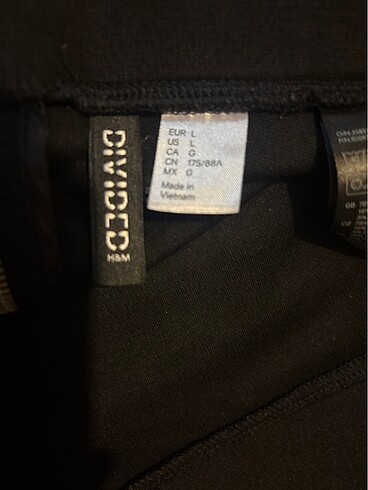 DIVIDED
H&M
EUR L
US L
CA G
CN 175/88A
MX G
Made in
Vietnam